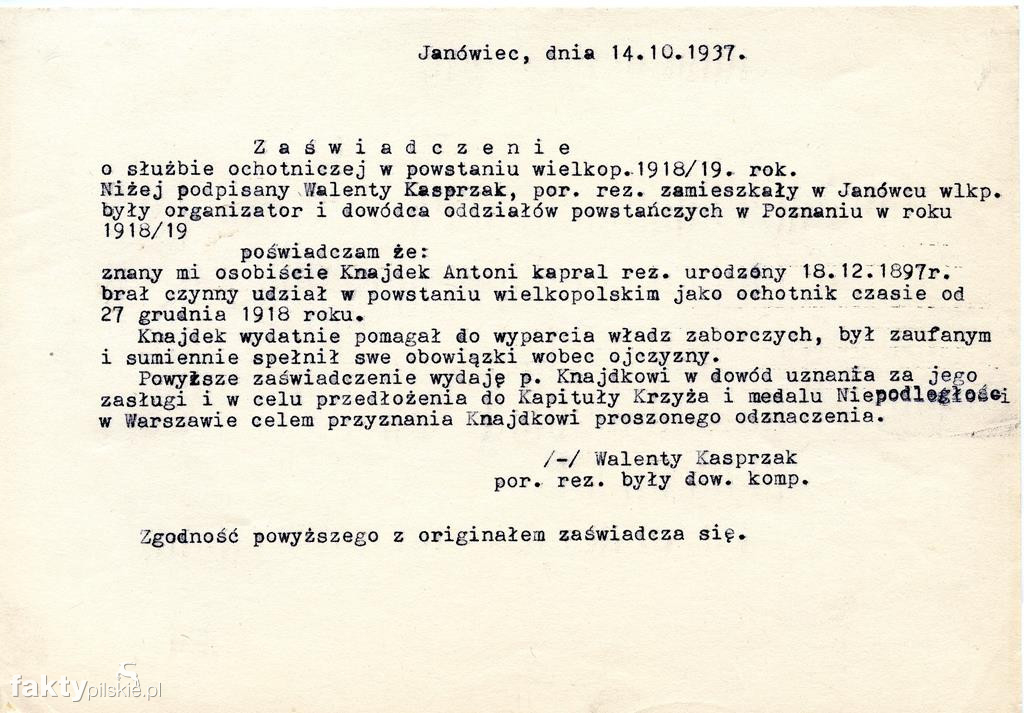 Janówiec, dnia 14.10.1937.
Z a ś w i a d c z e n i e
o służbie ochotniczej w powstaniu wielkop.1918/19. rok.
Niżej podpisany Walenty Kasprzak, por. rez. zamieszkały w Janówcu wlkp.
były organizator i dowódca oddziałów powstańczych w Poznaniu w roku
1918/19
poświadczam że:
znany mi osobiście Knajdek Antoni kapral rez. urodzony 18.12.1897r.
brał czynny udział w powstaniu wielkopolskim jako ochotnik czasie od
27 grudnia 1918 roku.
Knajdek wydatnie pomagał do wyparcia władz zaborczych, był zaufanym
i sumiennie spełnił swe obowiązki wobec ojczyzny.
Powyższe zaświadczenie wydaję p. Knajdkowi w dowód uznania za jego
zasługi i w celu przedłożenia do Kapituły Krzyża i medalu Niepodległości
w Warszawie celem przyznania Knajdkowi proszonego odznaczenia.
/-/ Walenty Kasprzak
por. rez. były dow. komp.
Zgodność powyższego z originałem zaświadcza się.
faktypilskie.pl